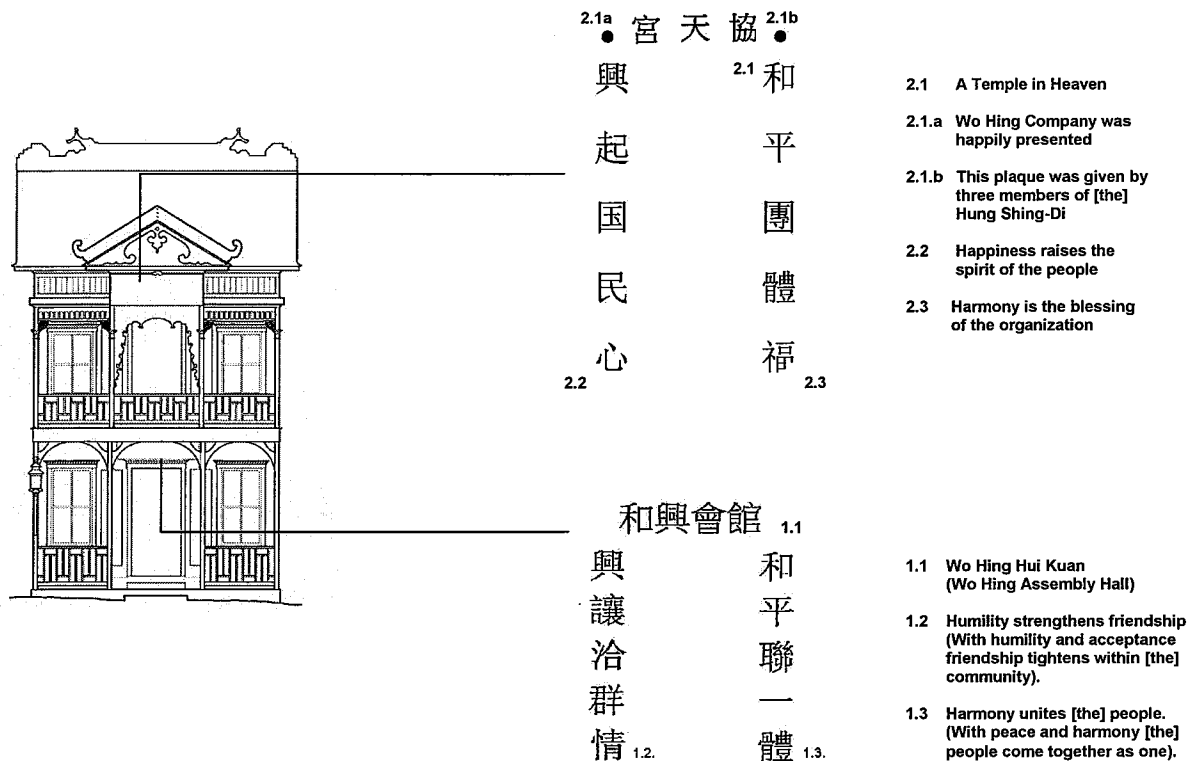 2.1a
2.1b
協天宮
2.1
和平團體福
2.3
興起国民心
2.2
2.1 A Temple in Heaven
2.1.a Wo Hing Company was
happily presented
2.1.b This plaque was given by
three members of [the]
Hung Shing-Di
2.2 Happiness raises the
spirit of the people
2.3 Harmony is the blessing
of the organization
和興會館 1.1
和平聯一體 1.3.
興讓洽群情 1.2.
1.1 Wo Hing Hui Kuan
(Wo Hing Assembly Hall)
1.2 Humility strengthens friendship
(With humility and acceptance
friendship tightens within [the]
community).
1.3 Harmony unites [the] people.
(With peace and harmony [the]
people come together as one).